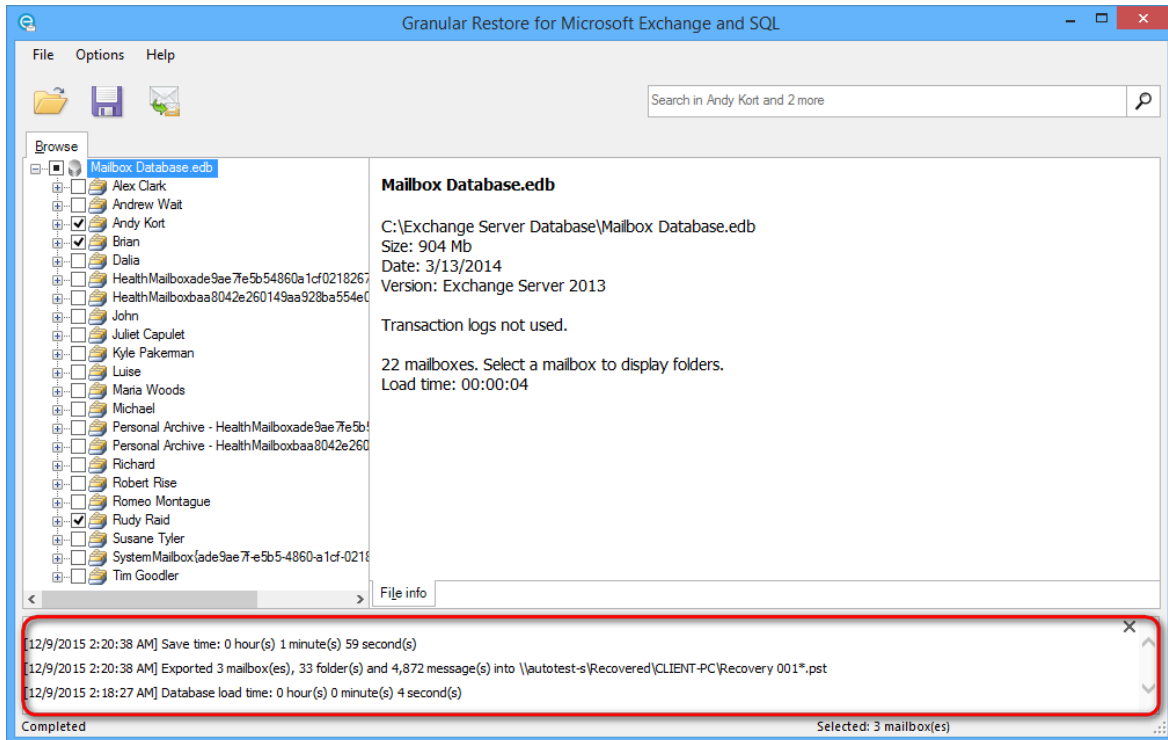 Granular Restore for Microsoft Exchange and SQL
File Options Help
Search in Andy Kort and 2 more
Browse
Mailbox Database.edb
Alex Clark
Andrew Wait
Andy Kort
Brian
Dalia
HealthMailboxade9ae7fe5b54860a1cf0218267
HealthMailboxbaa8042e260149aa928ba554e0
John
Juliet Capulet
Kyle Pakerman
Luise
Maria Woods
Michael
Personal Archive - HealthMailboxade9ae7fe5b5
Personal Archive - HealthMailboxbaa8042e260
Richard
Robert Rise
Romeo Montague
Rudy Raid
Susane Tyler
SystemMailbox{ade9ae7f-e5b5-4860-a1cf-0218
Tim Goodler
Mailbox Database.edb
C:\Exchange Server Database\Mailbox Database.edb
Size: 904 Mb
Date: 3/13/2014
Version: Exchange Server 2013
Transaction logs not used.
22 mailboxes. Select a mailbox to display folders.
Load time: 00:00:04
File info
[12/9/2015 2:20:38 AM] Save time: 0 hour(s) 1 minute(s) 59 second(s)
[12/9/2015 2:20:38 AM] Exported 3 mailbox(es), 33 folder(s) and 4,872 message(s) into \\autotest-s\Recovered\CLIENT-PC\Recovery 001*.pst
[12/9/2015 2:18:27 AM] Database load time: 0 hour(s) 0 minute(s) 4 second(s)
Completed
Selected: 3 mailbox(es)